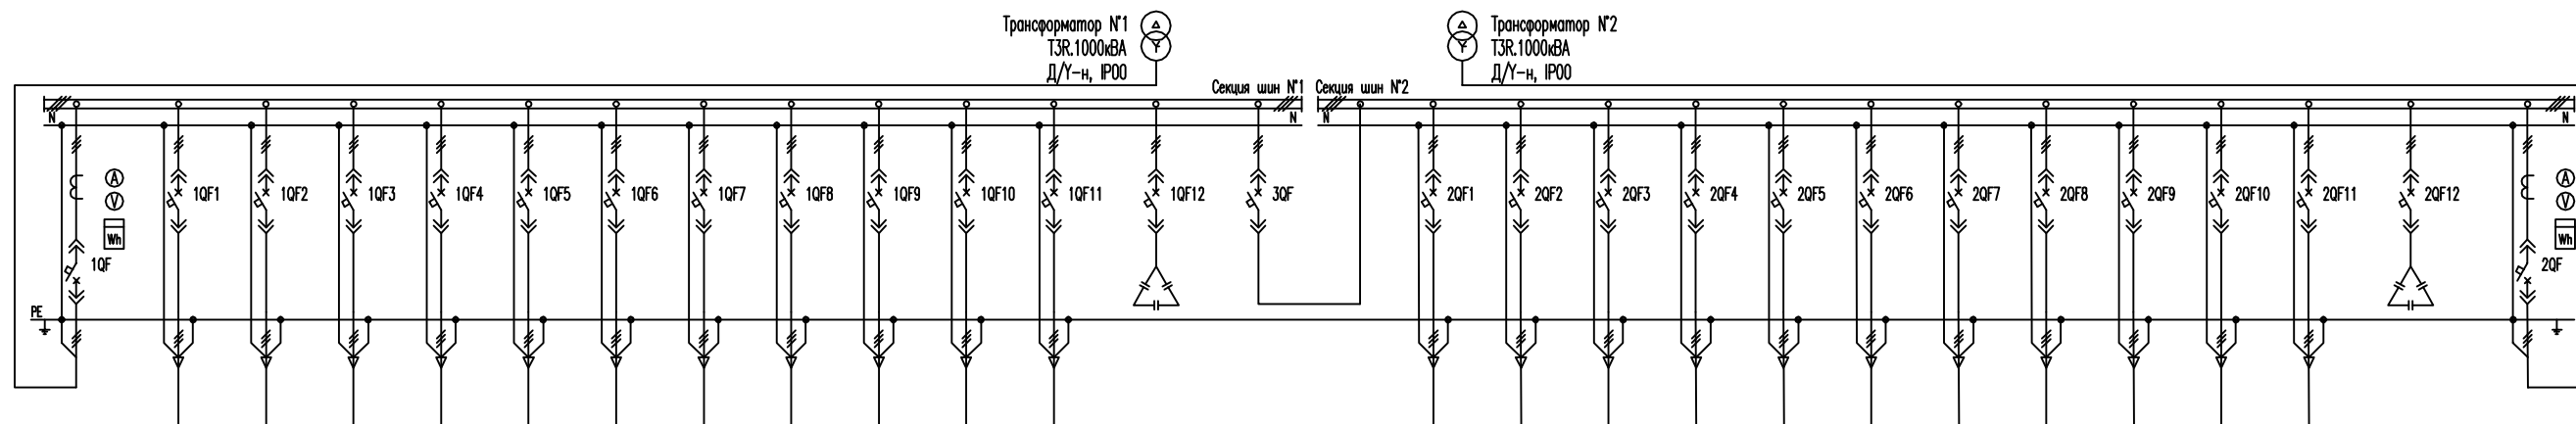 Трансформатор №1
T3R.1000кВА
Д/Y-н, IP00
Трансформатор №2
T3R.1000кВА
Д/Y-н, IP00
Секция шин №1
Секция шин №2
N
N
N
N
A
V
Wh
1QF
1QF1
1QF2
1QF3
1QF4
1QF5
1QF6
1QF7
1QF8
1QF9
1QF10
1QF11
1QF12
3QF
2QF1
2QF2
2QF3
2QF4
2QF5
2QF6
2QF7
2QF8
2QF9
2QF10
2QF11
2QF12
A
V
Wh
2QF
PE